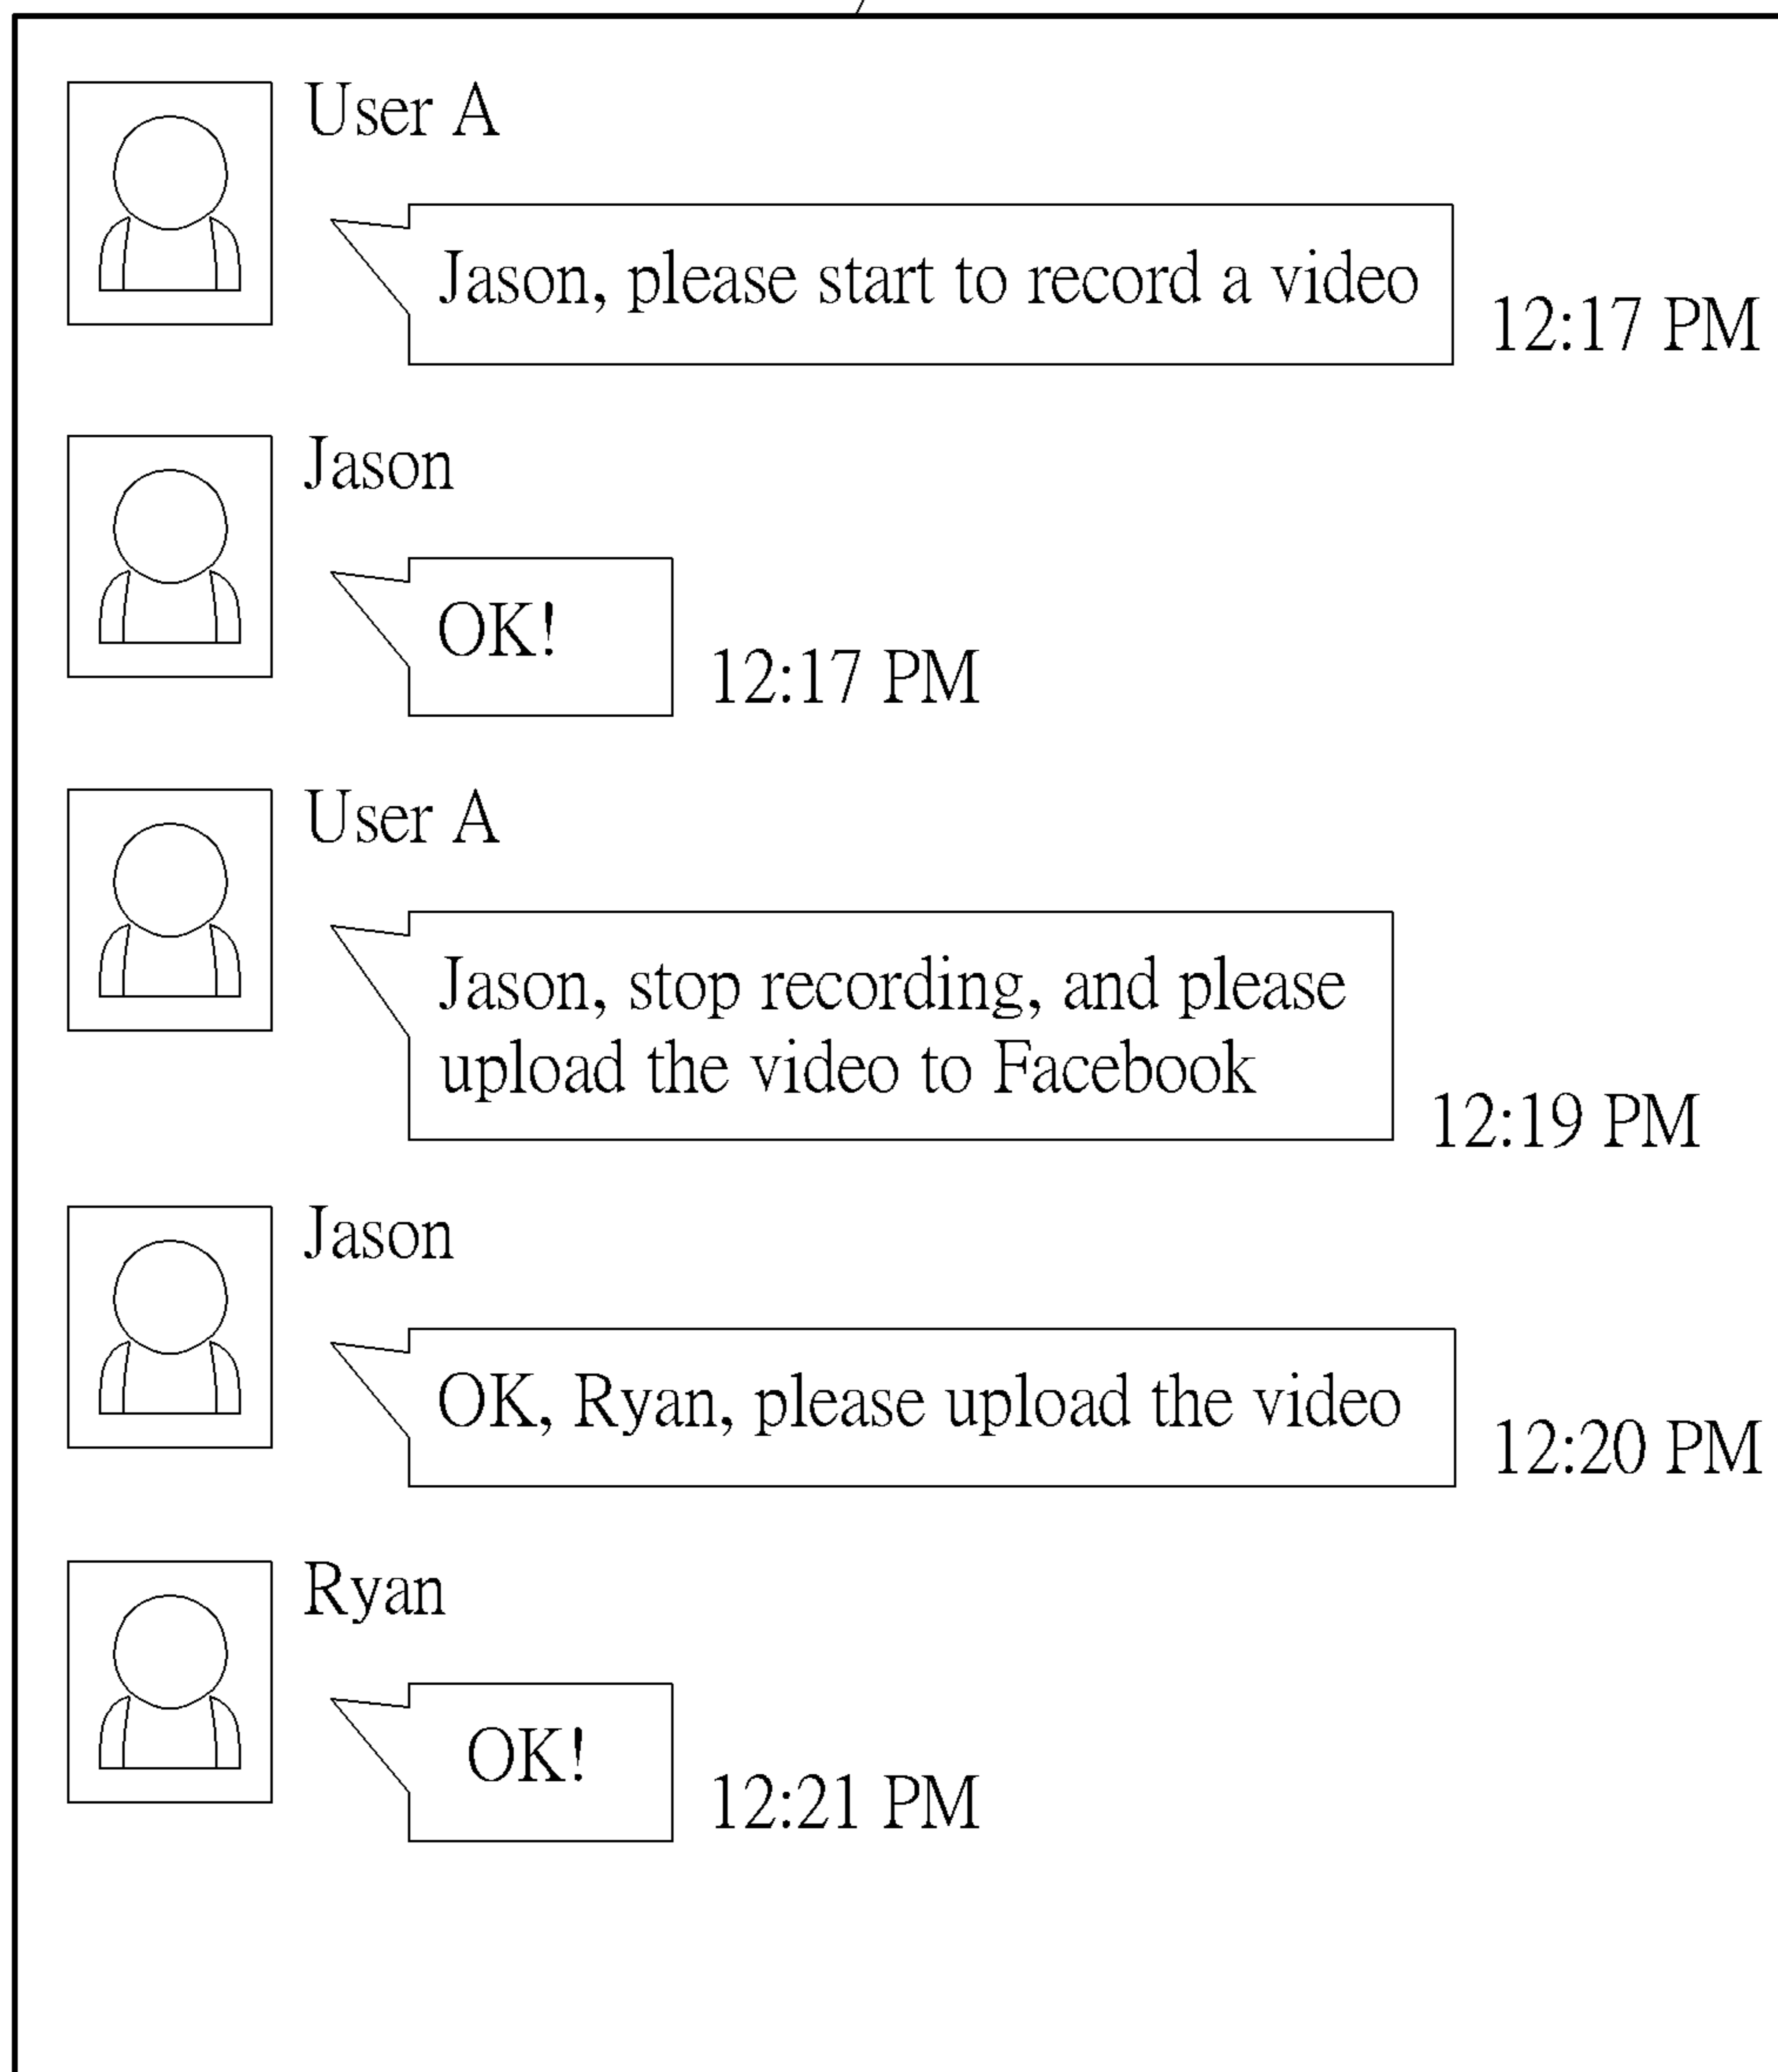 User A
Jason, please start to record a video
12:17 PM
Jason
OK!
12:17 PM
User A
Jason, stop recording, and please
upload the video to Facebook
12:19 PM
Jason
OK, Ryan, please upload the video
12:20 PM
Ryan
OK!
12:21 PM